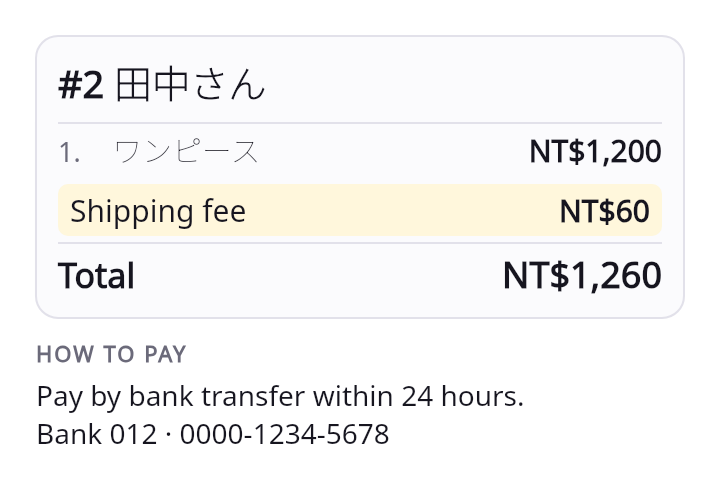 #2 田中さん
1. ワンピース NT$1,200
Shipping fee NT$60
Total NT$1,260
HOW TO PAY
Pay by bank transfer within 24 hours.
Bank 012 · 0000-1234-5678